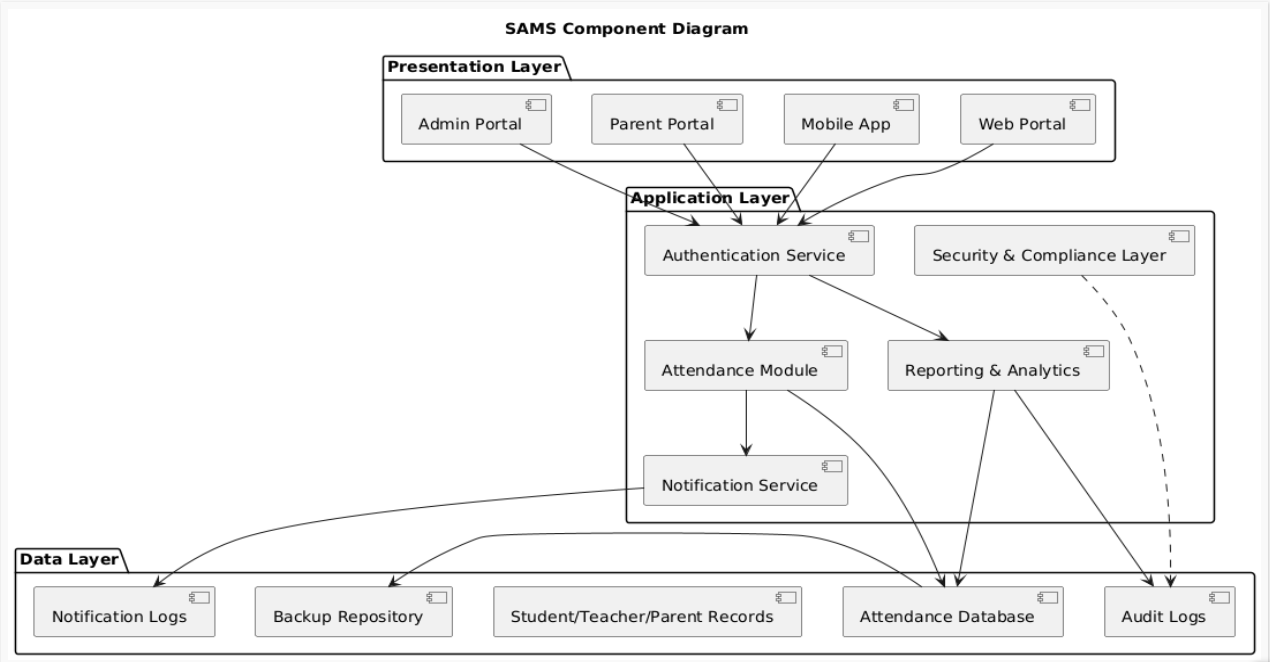 SAMS Component Diagram
Presentation Layer
Admin Portal
Parent Portal
Mobile App
Web Portal
Application Layer
Authentication Service
Security & Compliance Layer
Attendance Module
Reporting & Analytics
Notification Service
Data Layer
Notification Logs
Backup Repository
Student/Teacher/Parent Records
Attendance Database
Audit Logs